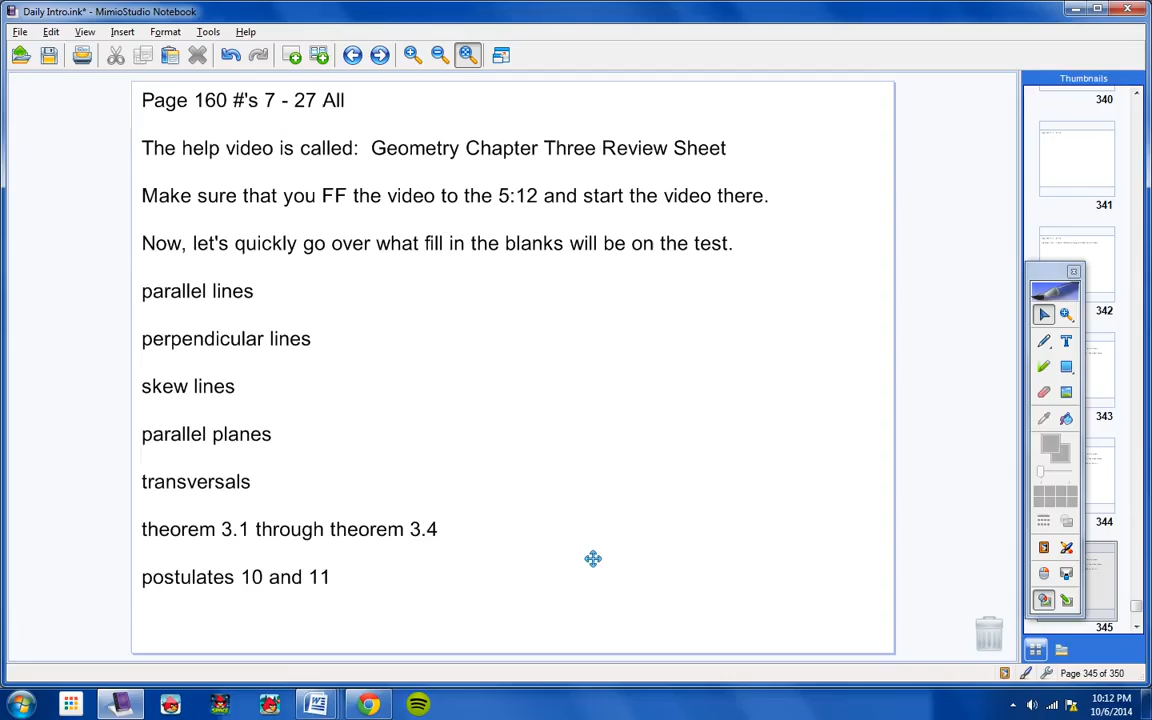 Daily Intro.ink* - MimioStudio Notebook
File Edit View Insert Format Tools Help
Page 160 #'s 7 - 27 All
The help video is called:  Geometry Chapter Three Review Sheet
Make sure that you FF the video to the 5:12 and start the video there.
Now, let's quickly go over what fill in the blanks will be on the test.
parallel lines
perpendicular lines
skew lines
parallel planes
transversals
theorem 3.1 through theorem 3.4
postulates 10 and 11
Thumbnails
340
341
342
343
344
345
Page 345 of 350
10:12 PM
10/6/2014